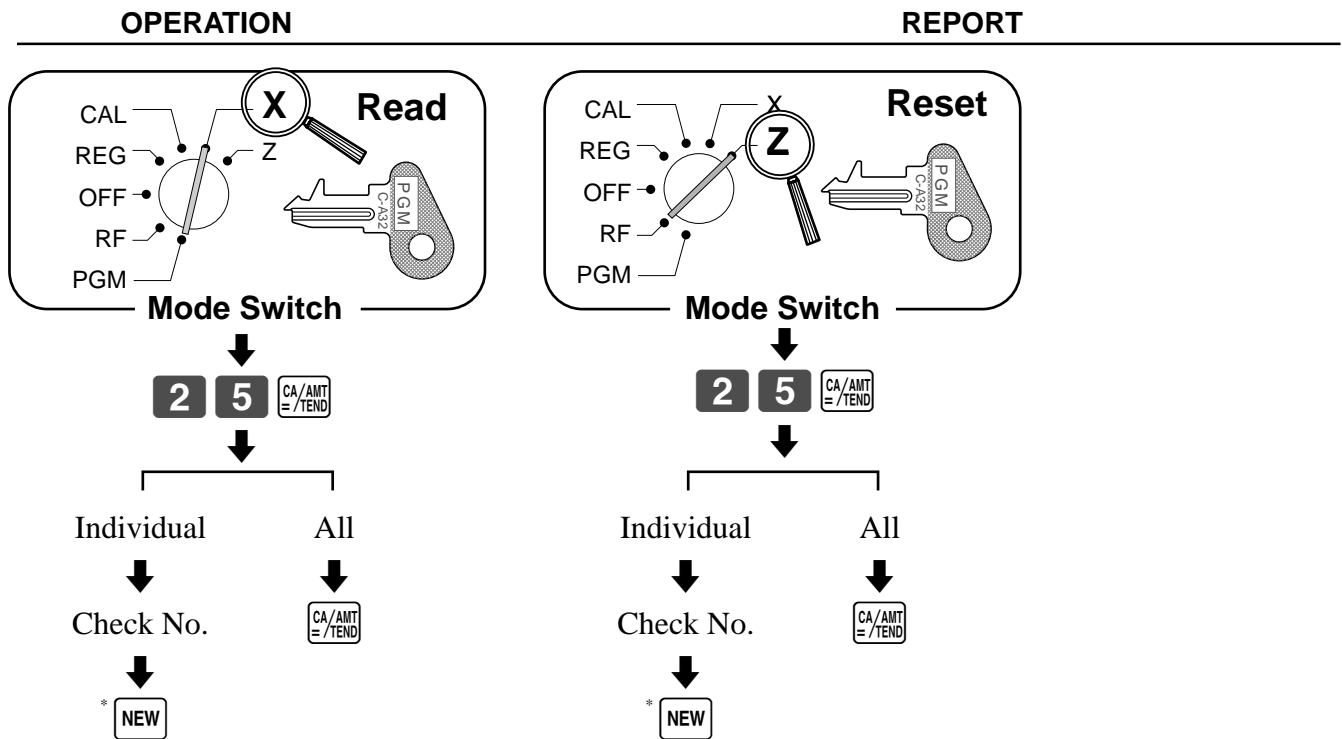 OPERATION REPORT
X Read
CAL
REG Z
OFF
RF
PGM
PGM
C-A32
Mode Switch
2 5 CA/AMT
= /TEND
Individual All
Check No. CA/AMT
= /TEND
* NEW
X Reset
CAL
REG Z
OFF
RF
PGM
PGM
C-A32
Mode Switch
2 5 CA/AMT
= /TEND
Individual All
Check No. CA/AMT
= /TEND
* NEW